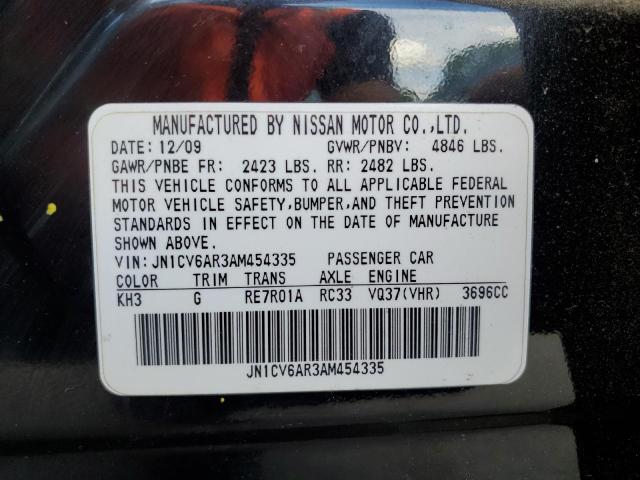 MANUFACTURED BY NISSAN MOTOR CO.,LTD.
DATE: 12/09 GVWR/PNBV: 4846 LBS.
GAWR/PNBE FR: 2423 LBS. RR: 2482 LBS.
THIS VEHICLE CONFORMS TO ALL APPLICABLE FEDERAL
MOTOR VEHICLE SAFETY,BUMPER,AND THEFT PREVENTION
STANDARDS IN EFFECT ON THE DATE OF MANUFACTURE
SHOWN ABOVE.
VIN:JN1CV6AR3AM454335 PASSENGER CAR
COLOR TRIM TRANS AXLE ENGINE
KH3 G RE7R01A RC33 VQ37(VHR) 3696CC
JN1CV6AR3AM454335